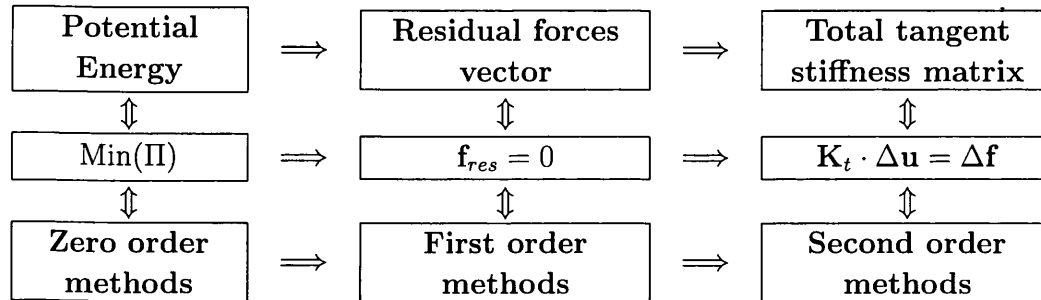 Potential
Energy
⟹
Residual forces
vector
⟹
Total tangent
stiffness matrix
⇕ ⇕ ⇕
Min(Π) ⟹ f_res = 0 ⟹ K_t · Δu = Δf
⇕ ⇕ ⇕
Zero order
methods
⟹
First order
methods
⟹
Second order
methods